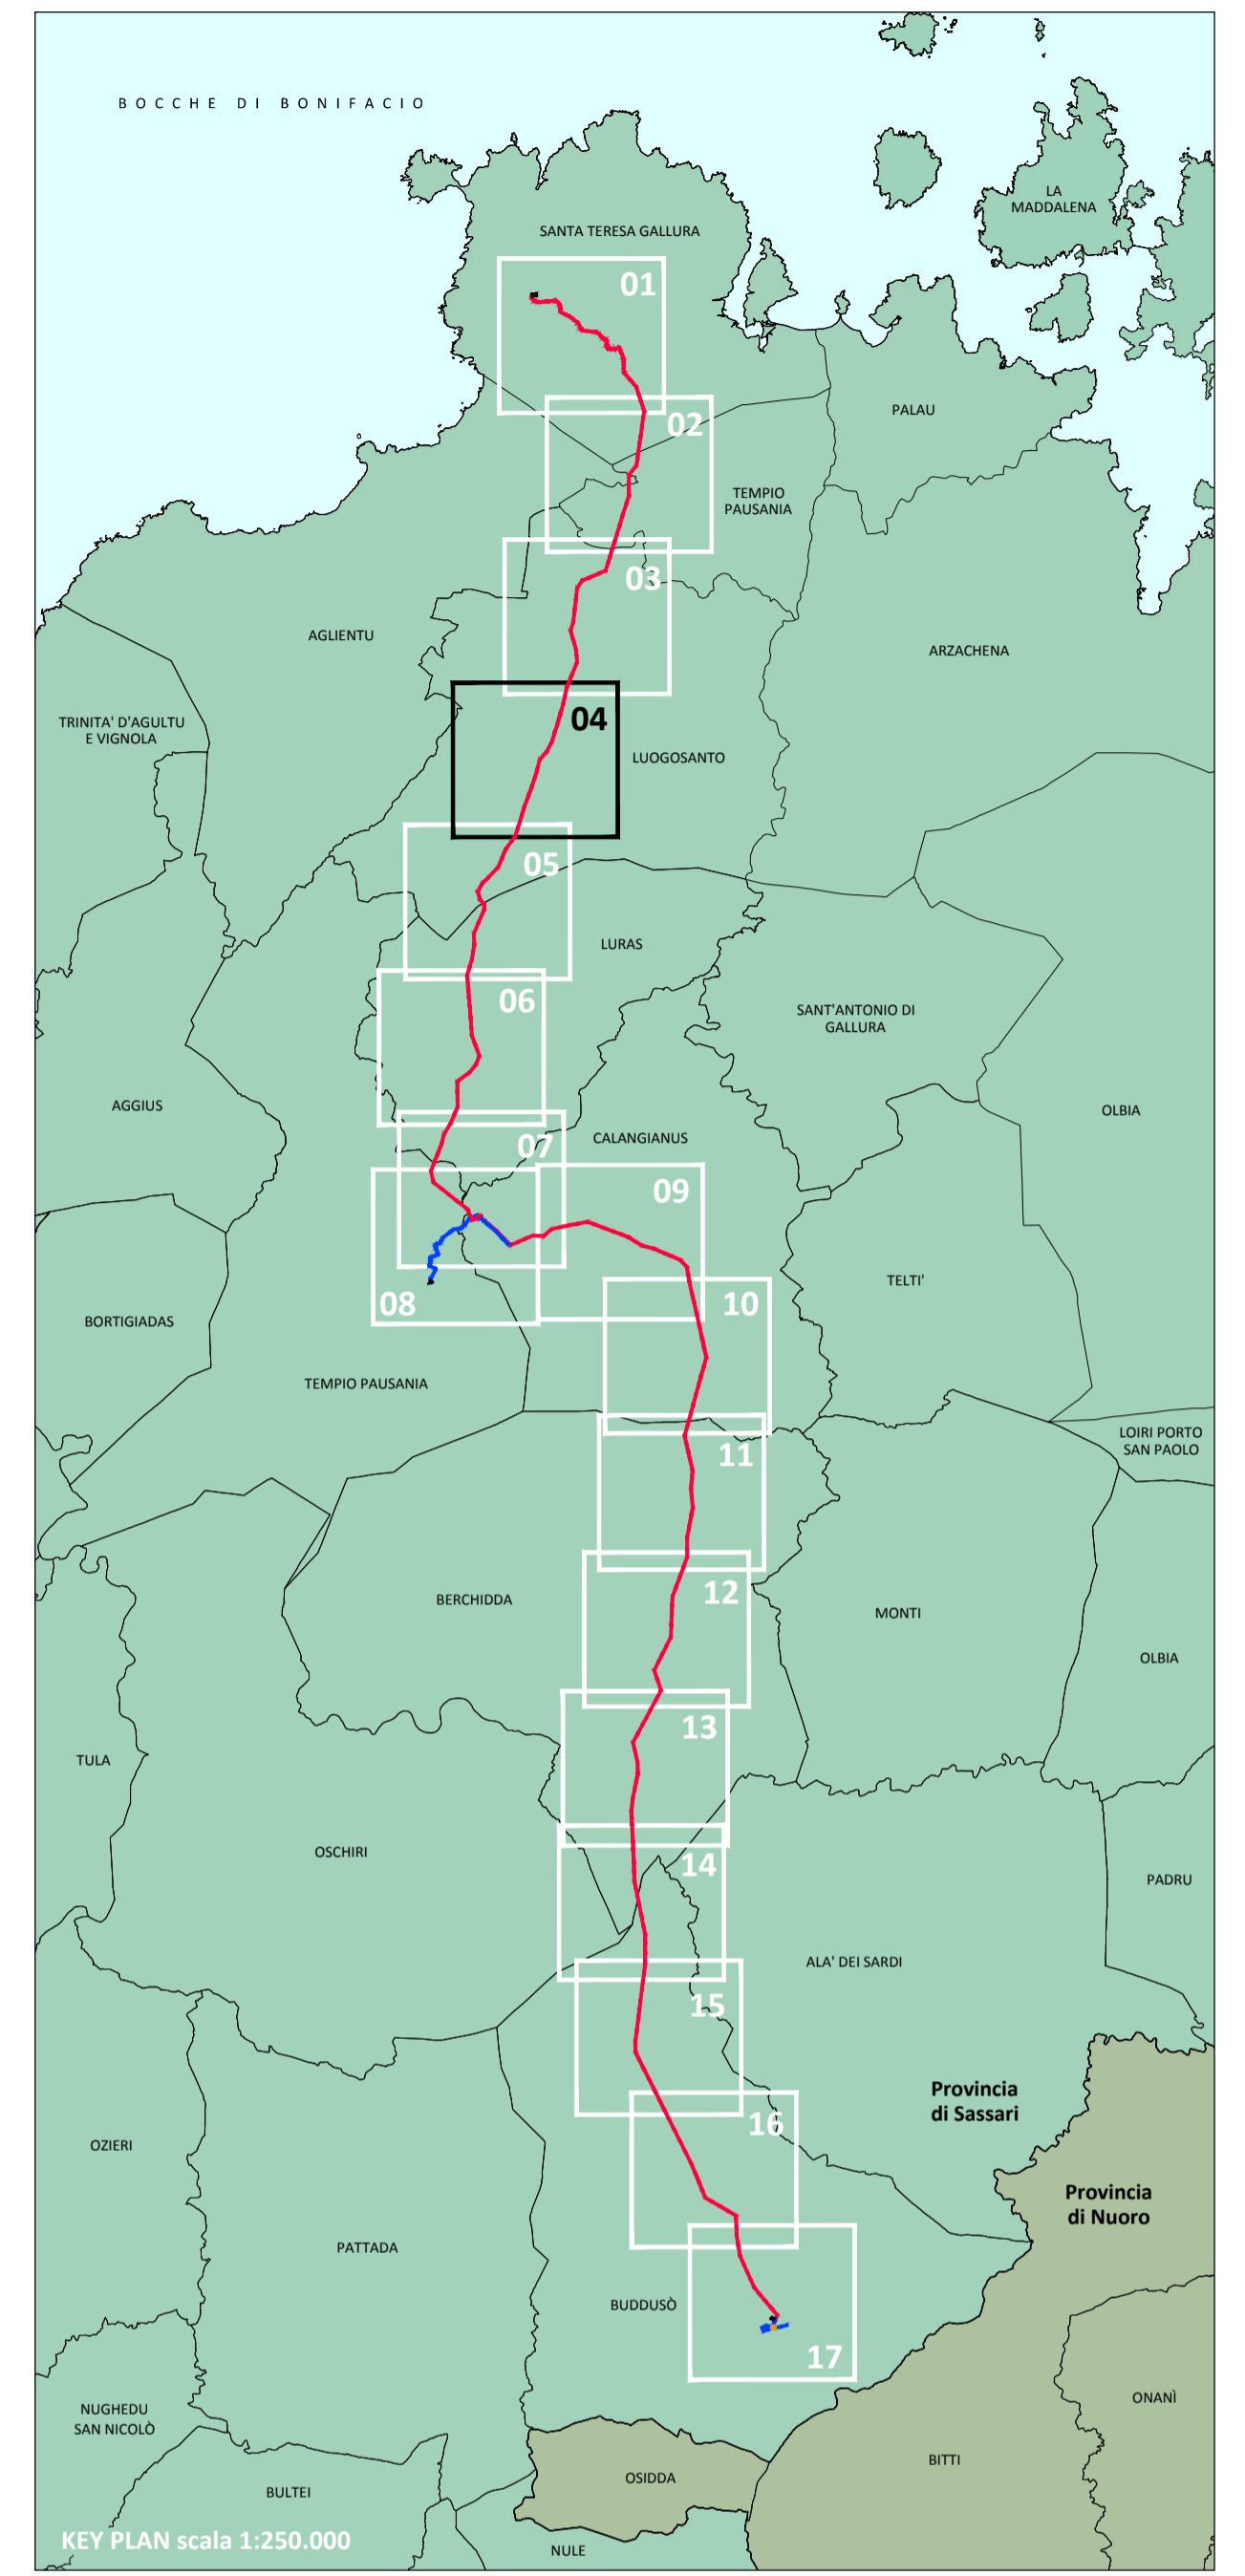 BOCCHE DI BONIFACIO
LA
MADDALENA
SANTA TERESA GALLURA
01
PALAU
02
TEMPIO
PAUSANIA
03
AGLIENTU
ARZACHENA
04
TRINITA' D'AGULTU
E VIGNOLA
LUOGOSANTO
05
LURAS
06
SANT'ANTONIO DI
GALLURA
AGGIUS
OLBIA
07
CALANGIANUS
09
TELTI'
08
10
BORTIGIADAS
TEMPIO PAUSANIA
LOIRI PORTO
SAN PAOLO
11
12
BERCHIDDA
MONTI
OLBIA
13
TULA
OSCHIRI
14
PADRU
ALA' DEI SARDI
15
Provincia
di Sassari
16
OZIERI
Provincia
di Nuoro
PATTADA
BUDDUSÒ
17
ONANÌ
NUGHEDU
SAN NICOLÒ
BITTI
OSIDDA
BULTEI
KEY PLAN scala 1:250.000
NULE